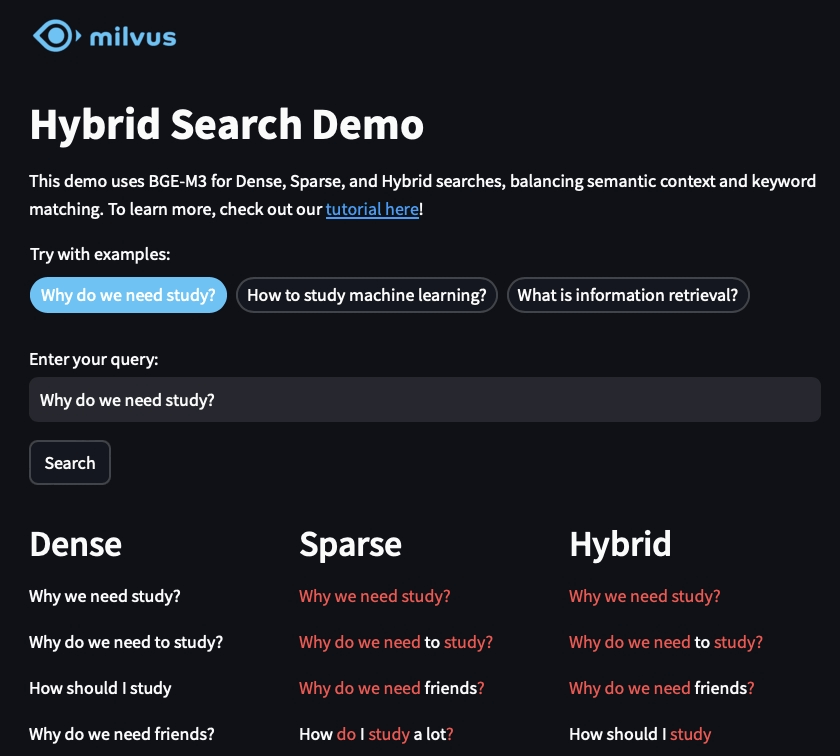 milvus
Hybrid Search Demo
This demo uses BGE-M3 for Dense, Sparse, and Hybrid searches, balancing semantic context and keyword
matching. To learn more, check out our tutorial here!
Try with examples:
Why do we need study? How to study machine learning? What is information retrieval?
Enter your query:
Why do we need study?
Search
Dense Sparse Hybrid
Why we need study? Why we need study? Why we need study?
Why do we need to study? Why do we need to study? Why do we need to study?
How should I study Why do we need friends? Why do we need friends?
Why do we need friends? How do I study a lot? How should I study